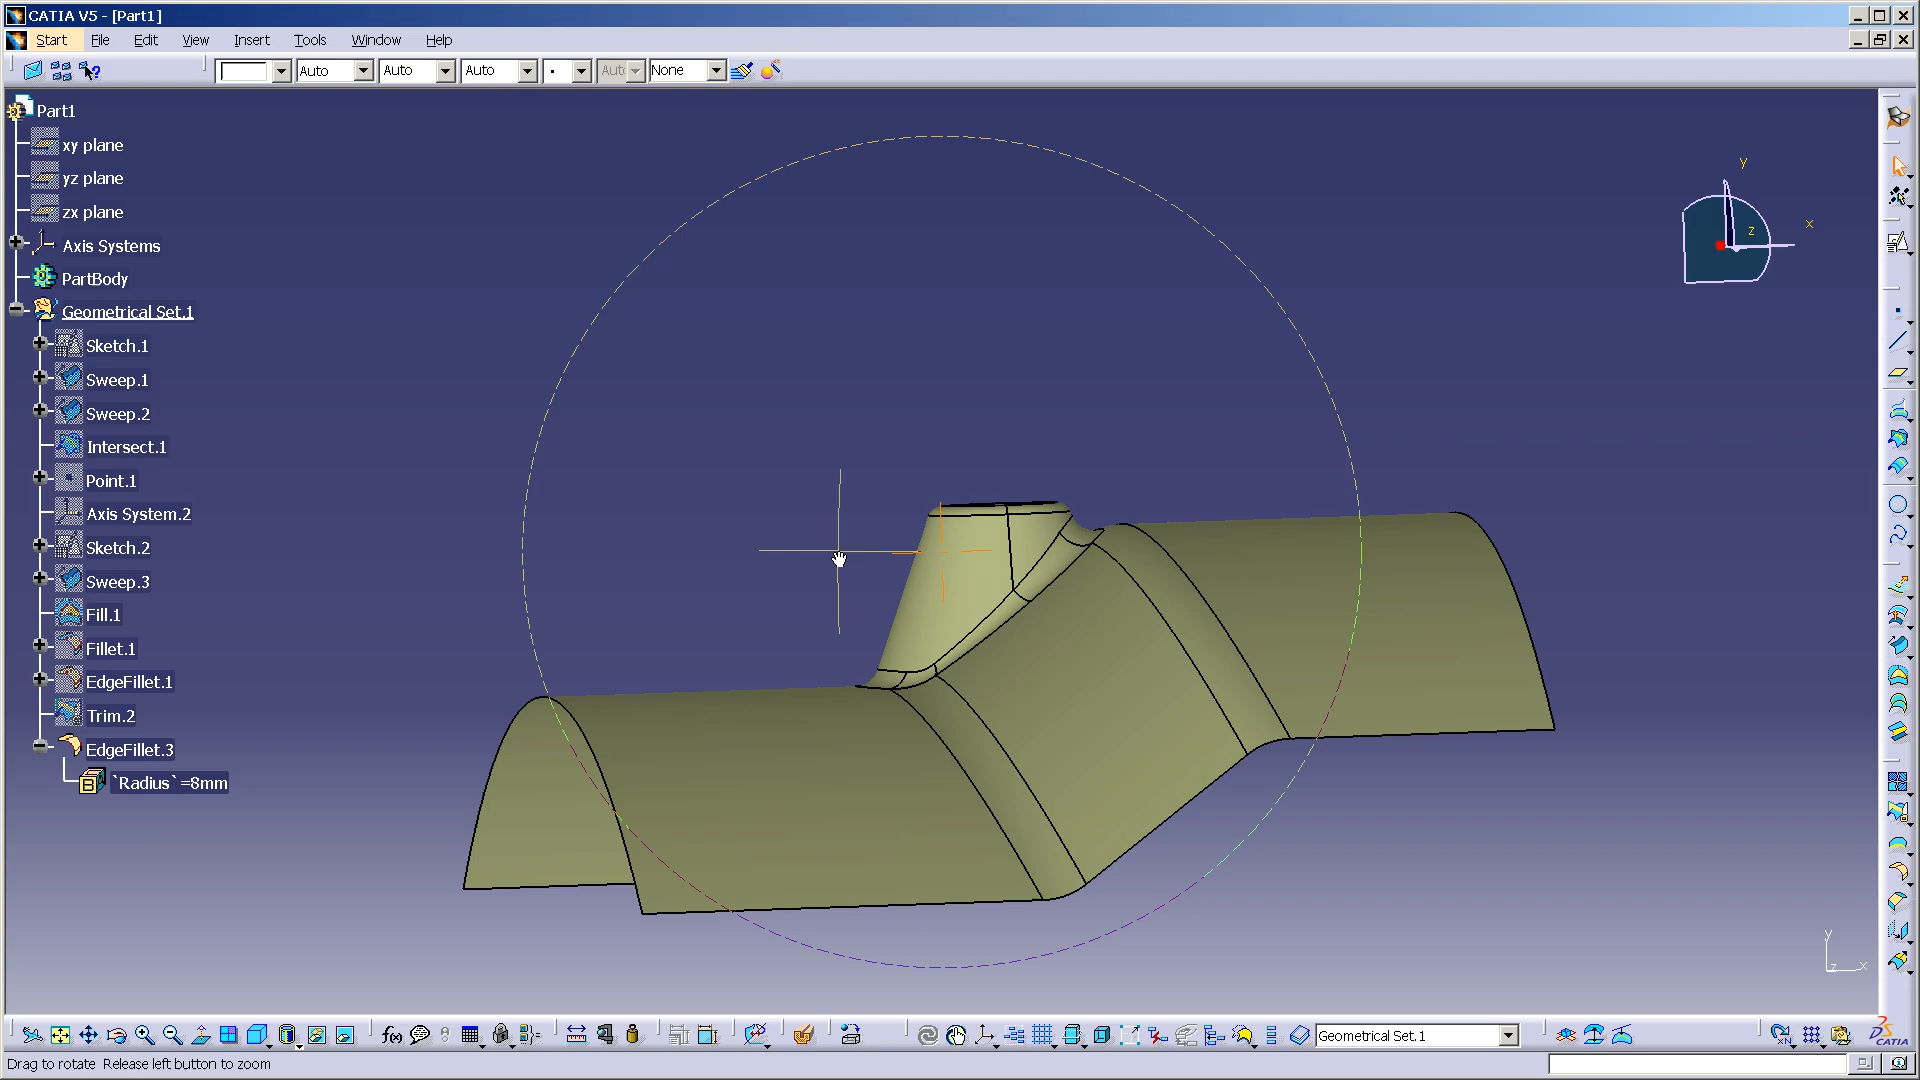 CATIA V5 - [Part1]
Start File Edit View Insert Tools Window Help
Auto Auto Auto Aut None
Part1
xy plane
yz plane
zx plane
Axis Systems
PartBody
Geometrical Set.1
Sketch.1
Sweep.1
Sweep.2
Intersect.1
Point.1
Axis System.2
Sketch.2
Sweep.3
Fill.1
Fillet.1
EdgeFillet.1
Trim.2
EdgeFillet.3
`Radius`=8mm
y
x
z
y
z x
f(x)
Geometrical Set.1
CATIA
Drag to rotate Release left button to zoom